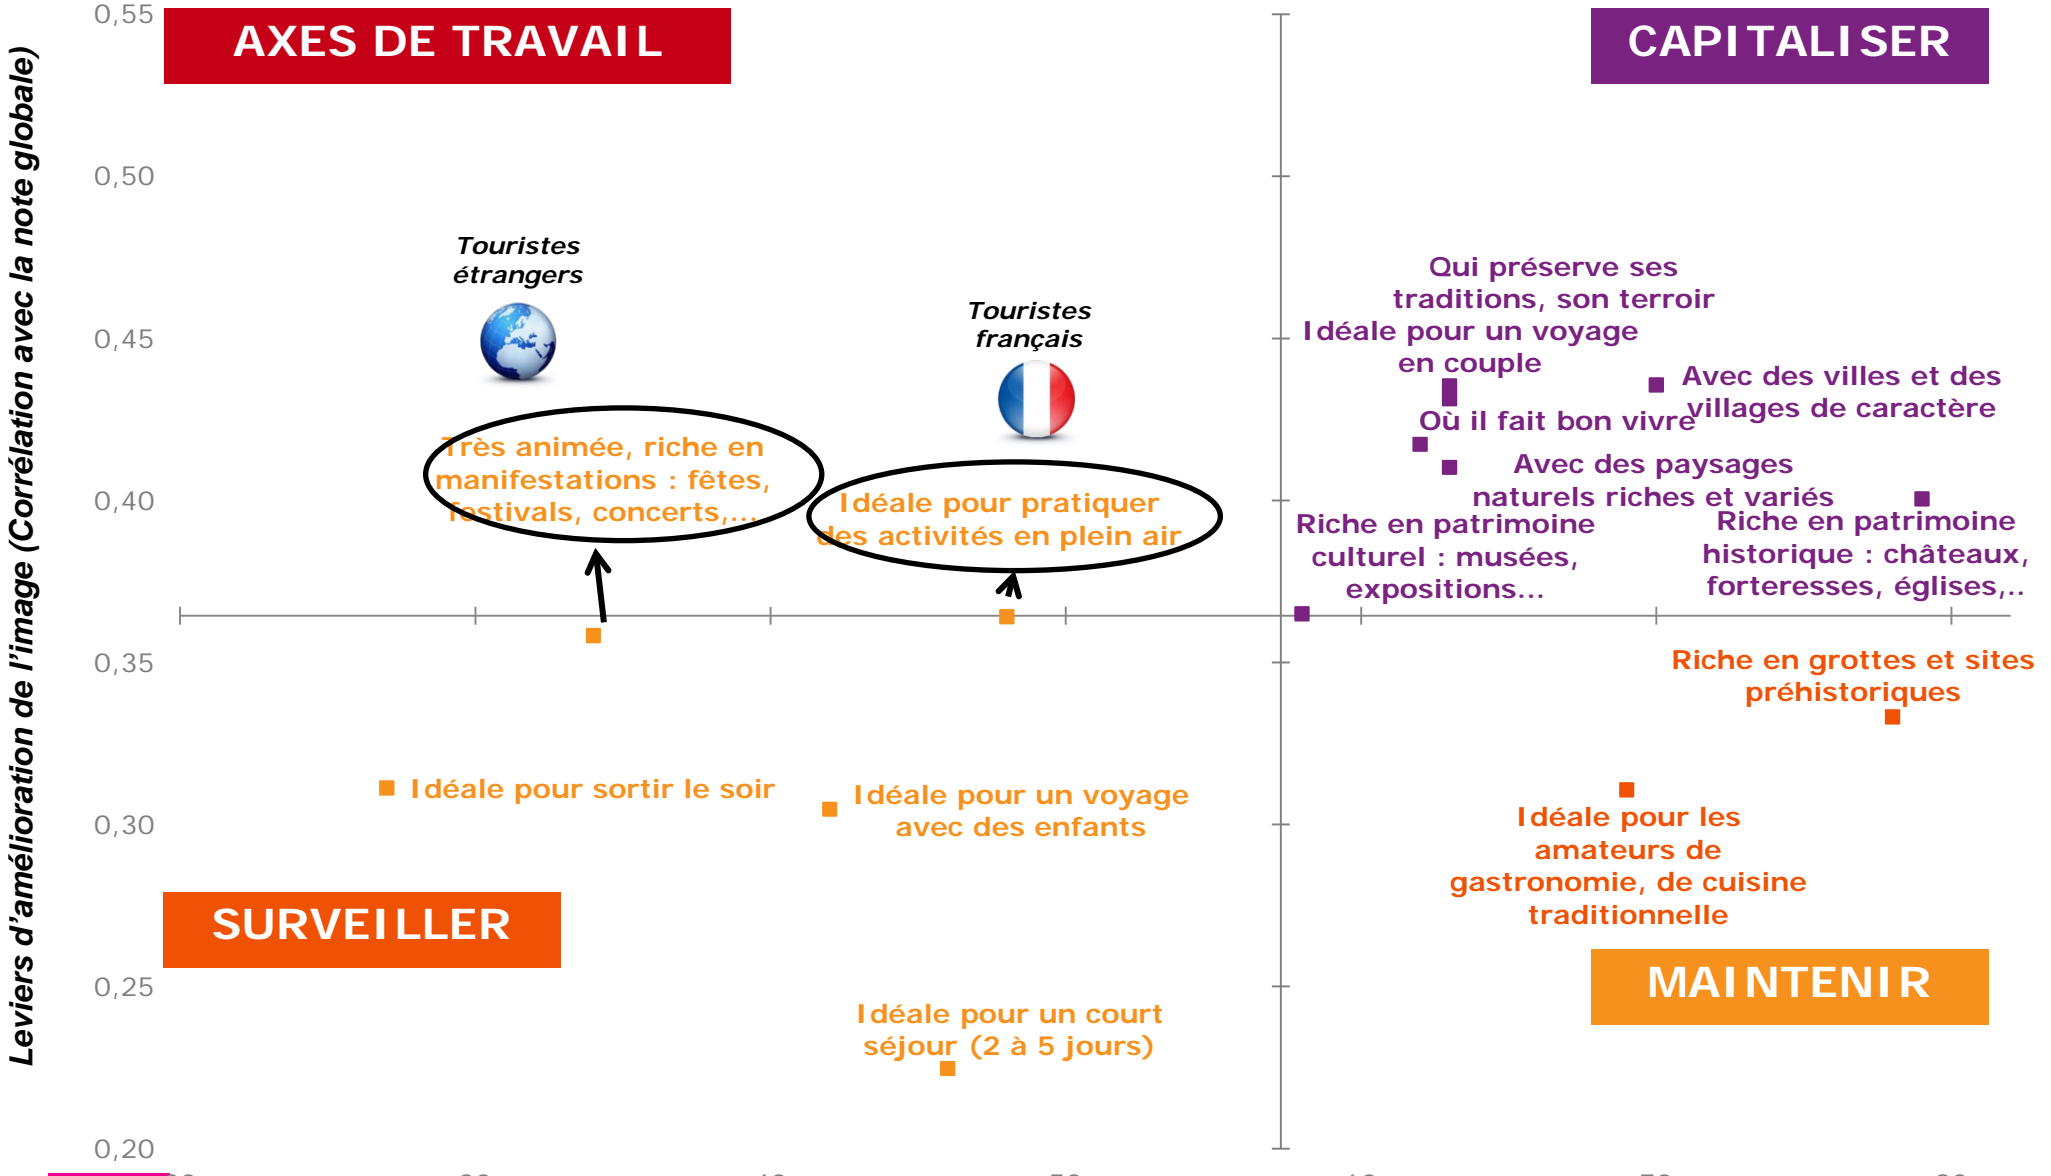 Leviers d'amélioration de l'image (Corrélation avec la note globale)
0,55
0,50
0,45
0,40
0,35
0,30
0,25
0,20
AXES DE TRAVAIL
CAPITALISER
Touristes
étrangers
Touristes
français
Très animée, riche en
manifestations : fêtes,
festivals, concerts,...
Idéale pour pratiquer
des activités en plein air
Qui préserve ses
traditions, son terroir
Idéale pour un voyage
en couple
Avec des villes et des
villages de caractère
Où il fait bon vivre
Avec des paysages
naturels riches et variés
Riche en patrimoine
culturel : musées,
expositions...
Riche en patrimoine
historique : châteaux,
forteresses, églises,..
Riche en grottes et sites
préhistoriques
Idéale pour sortir le soir
Idéale pour un voyage
avec des enfants
Idéale pour les
amateurs de
gastronomie, de cuisine
traditionnelle
SURVEILLER
MAINTENIR
Idéale pour un court
séjour (2 à 5 jours)